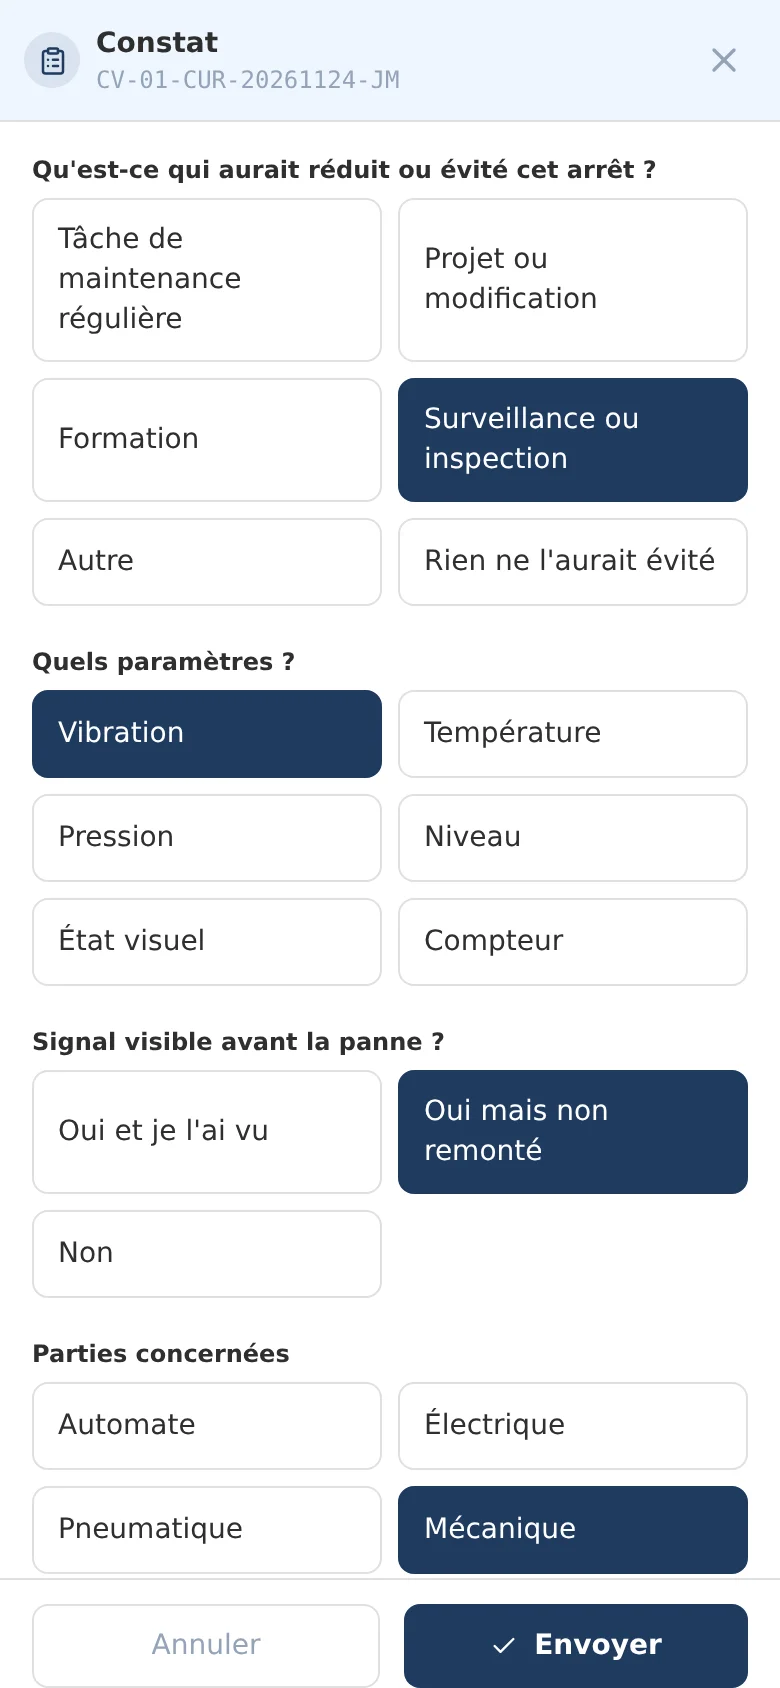 Constat
CV-01-CUR-20261124-JM
Qu'est-ce qui aurait réduit ou évité cet arrêt ?
Tâche de
maintenance
régulière
Projet ou
modification
Formation
Surveillance ou
inspection
Autre
Rien ne l'aurait évité
Quels paramètres ?
Vibration
Température
Pression
Niveau
État visuel
Compteur
Signal visible avant la panne ?
Oui et je l'ai vu
Oui mais non
remonté
Non
Parties concernées
Automate
Électrique
Pneumatique
Mécanique
Annuler
Envoyer